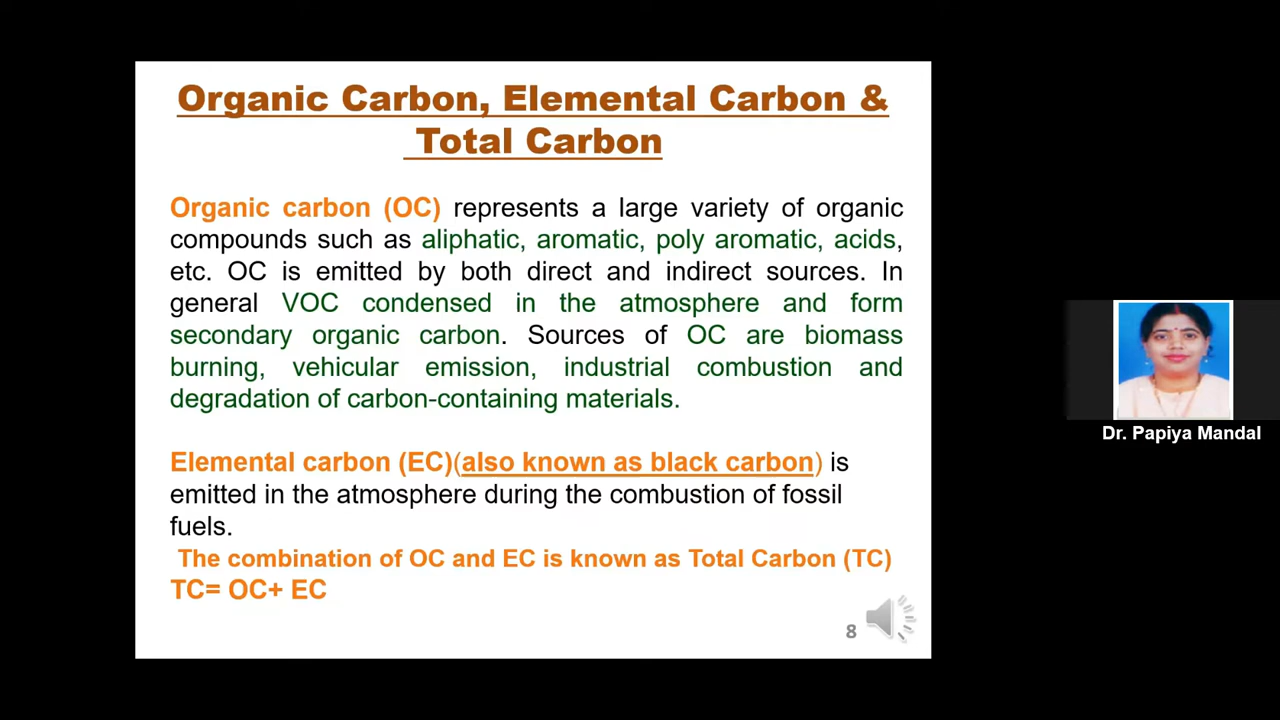 Organic Carbon, Elemental Carbon &
Total Carbon
Organic carbon (OC) represents a large variety of organic
compounds such as aliphatic, aromatic, poly aromatic, acids,
etc. OC is emitted by both direct and indirect sources. In
general VOC condensed in the atmosphere and form
secondary organic carbon. Sources of OC are biomass
burning, vehicular emission, industrial combustion and
degradation of carbon-containing materials.
Elemental carbon (EC)(also known as black carbon) is
emitted in the atmosphere during the combustion of fossil
fuels.
The combination of OC and EC is known as Total Carbon (TC)
TC= OC+ EC
8
Dr. Papiya Mandal